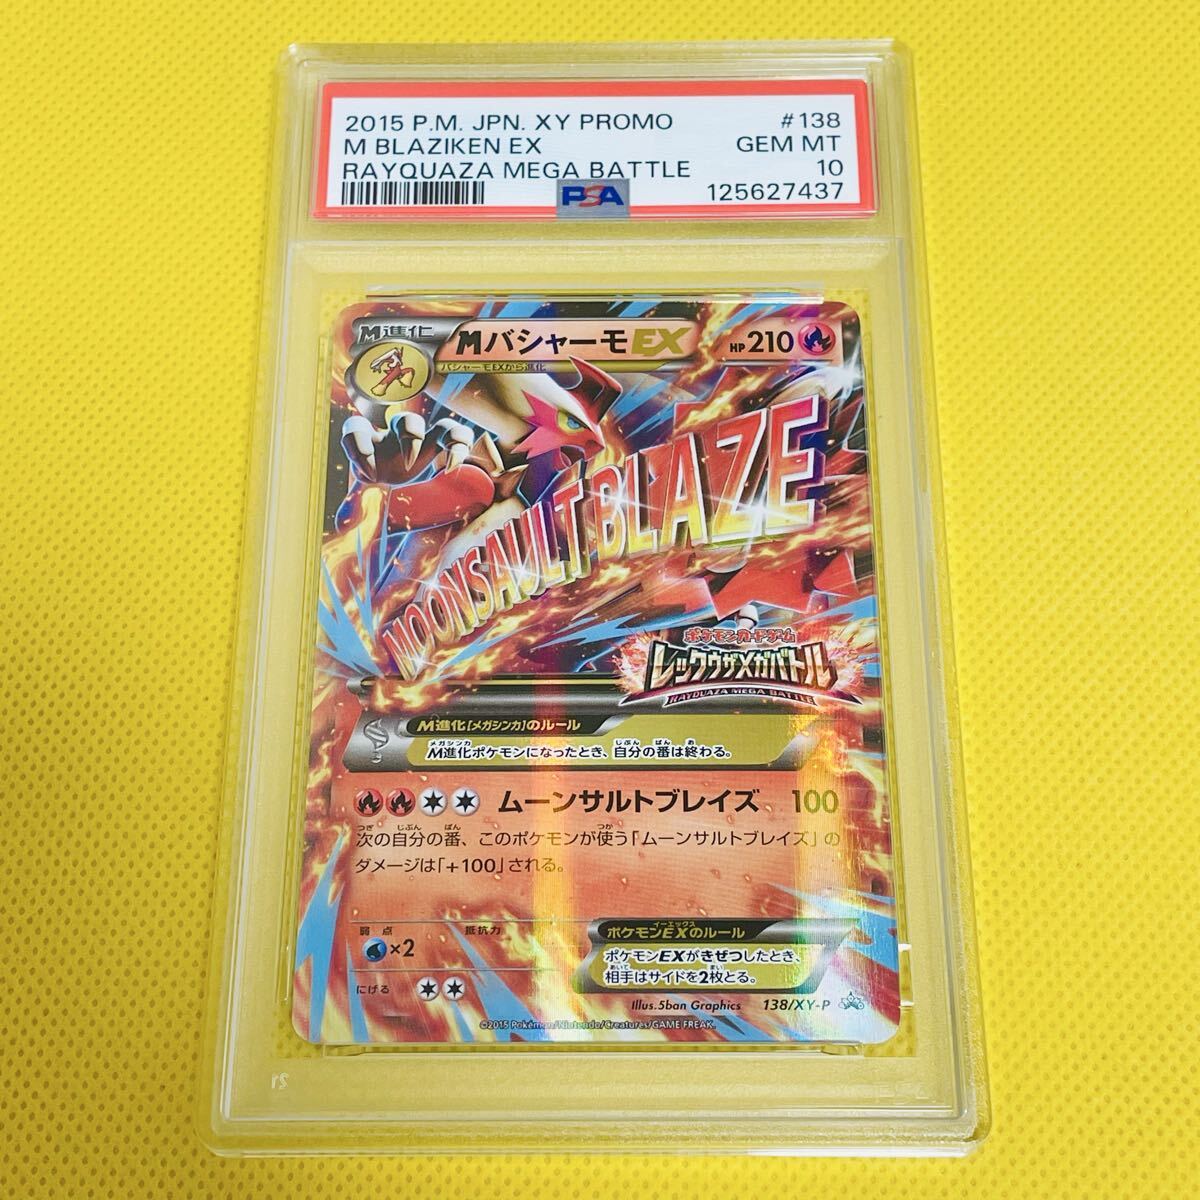 2015 P.M. JPN. XY PROMO #138
M BLAZIKEN EX GEM MT
RAYQUAZA MEGA BATTLE 10
PSA 125627437
M進化
MバシャーモEX HP210
バシャーモEXから進化
MOONSAULT BLAZE
ポケモンカードゲーム
レックウザメガバトル
RAYQUAZA MEGA BATTLE
M進化[メガシンカ]のルール
M進化ポケモンになったとき、自分の番は終わる。
ムーンサルトブレイズ 100
次の自分の番、このポケモンが使う「ムーンサルトブレイズ」の
ダメージは「+100」される。
弱点 抵抗力
×2
にげる
ポケモンEXのルール
ポケモンEXがきぜつしたとき、
相手はサイドを2枚とる。
Illus.5ban Graphics 138/XY-P
©2015 Pokémon/Nintendo/Creatures/GAME FREAK.